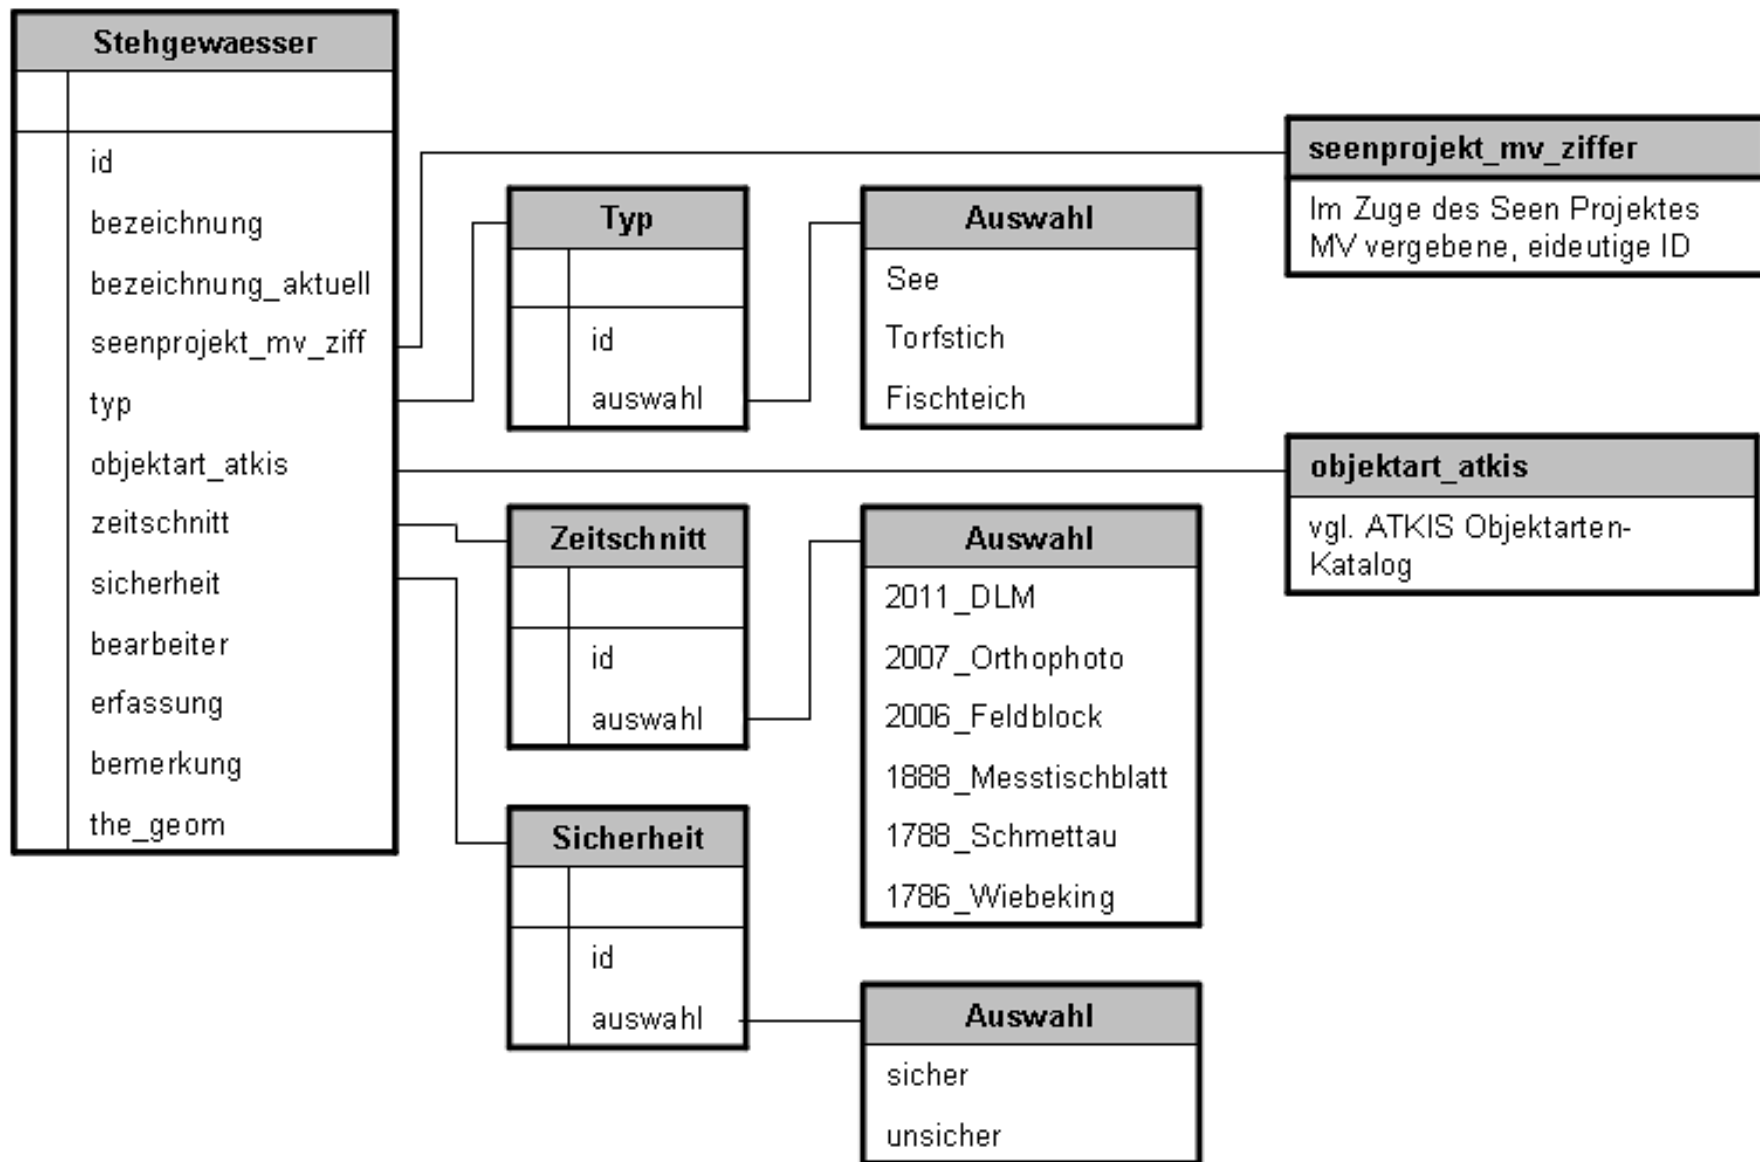 Stehgewaesser
id
bezeichnung
bezeichnung_aktuell
seenprojekt_mv_ziff
typ
objektart_atkis
zeitschnitt
sicherheit
bearbeiter
erfassung
bemerkung
the_geom
Typ
id
auswahl
Auswahl
See
Torfstich
Fischteich
seenprojekt_mv_ziffer
Im Zuge des Seen Projektes
MV vergebene, eideutige ID
objektart_atkis
vgl. ATKIS Objektarten-
Katalog
Zeitschnitt
id
auswahl
Auswahl
2011_DLM
2007_Orthophoto
2006_Feldblock
1888_Messtischblatt
1788_Schmettau
1786_Wiebeking
Sicherheit
id
auswahl
Auswahl
sicher
unsicher